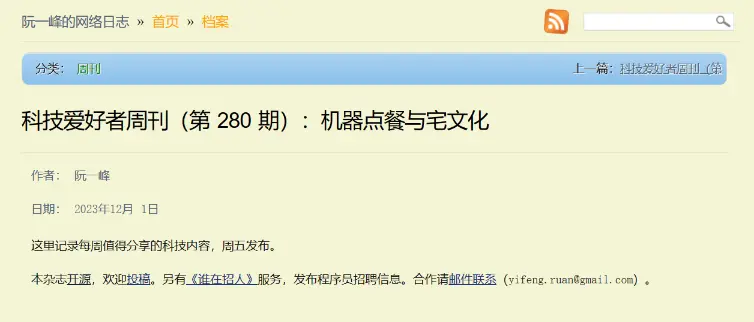 阮一峰的网络日志 » 首页 » 档案
分类： 周刊
上一篇：科技爱好者周刊（第
科技爱好者周刊（第 280 期）：机器点餐与宅文化
作者： 阮一峰
日期： 2023年12月 1日
这里记录每周值得分享的科技内容，周五发布。
本杂志开源，欢迎投稿。另有《谁在招人》服务，发布程序员招聘信息。合作请邮件联系（yifeng.ruan@gmail.com）。